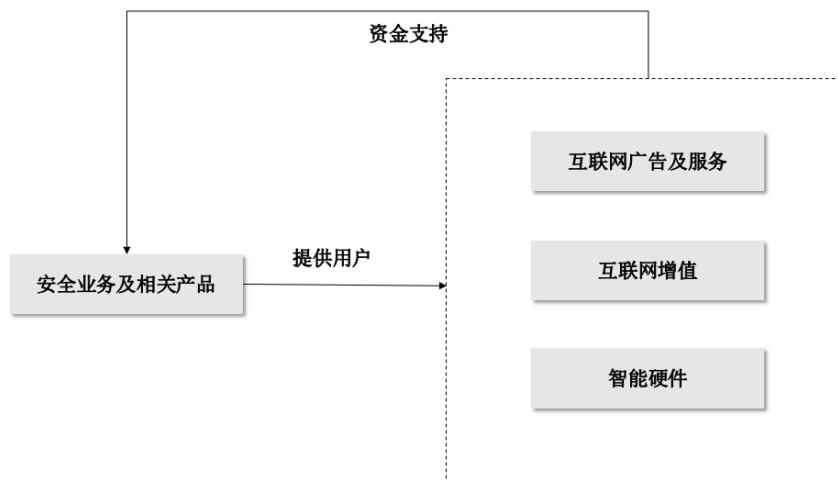 资金支持
互联网广告及服务
提供用户
安全业务及相关产品
互联网增值
智能硬件